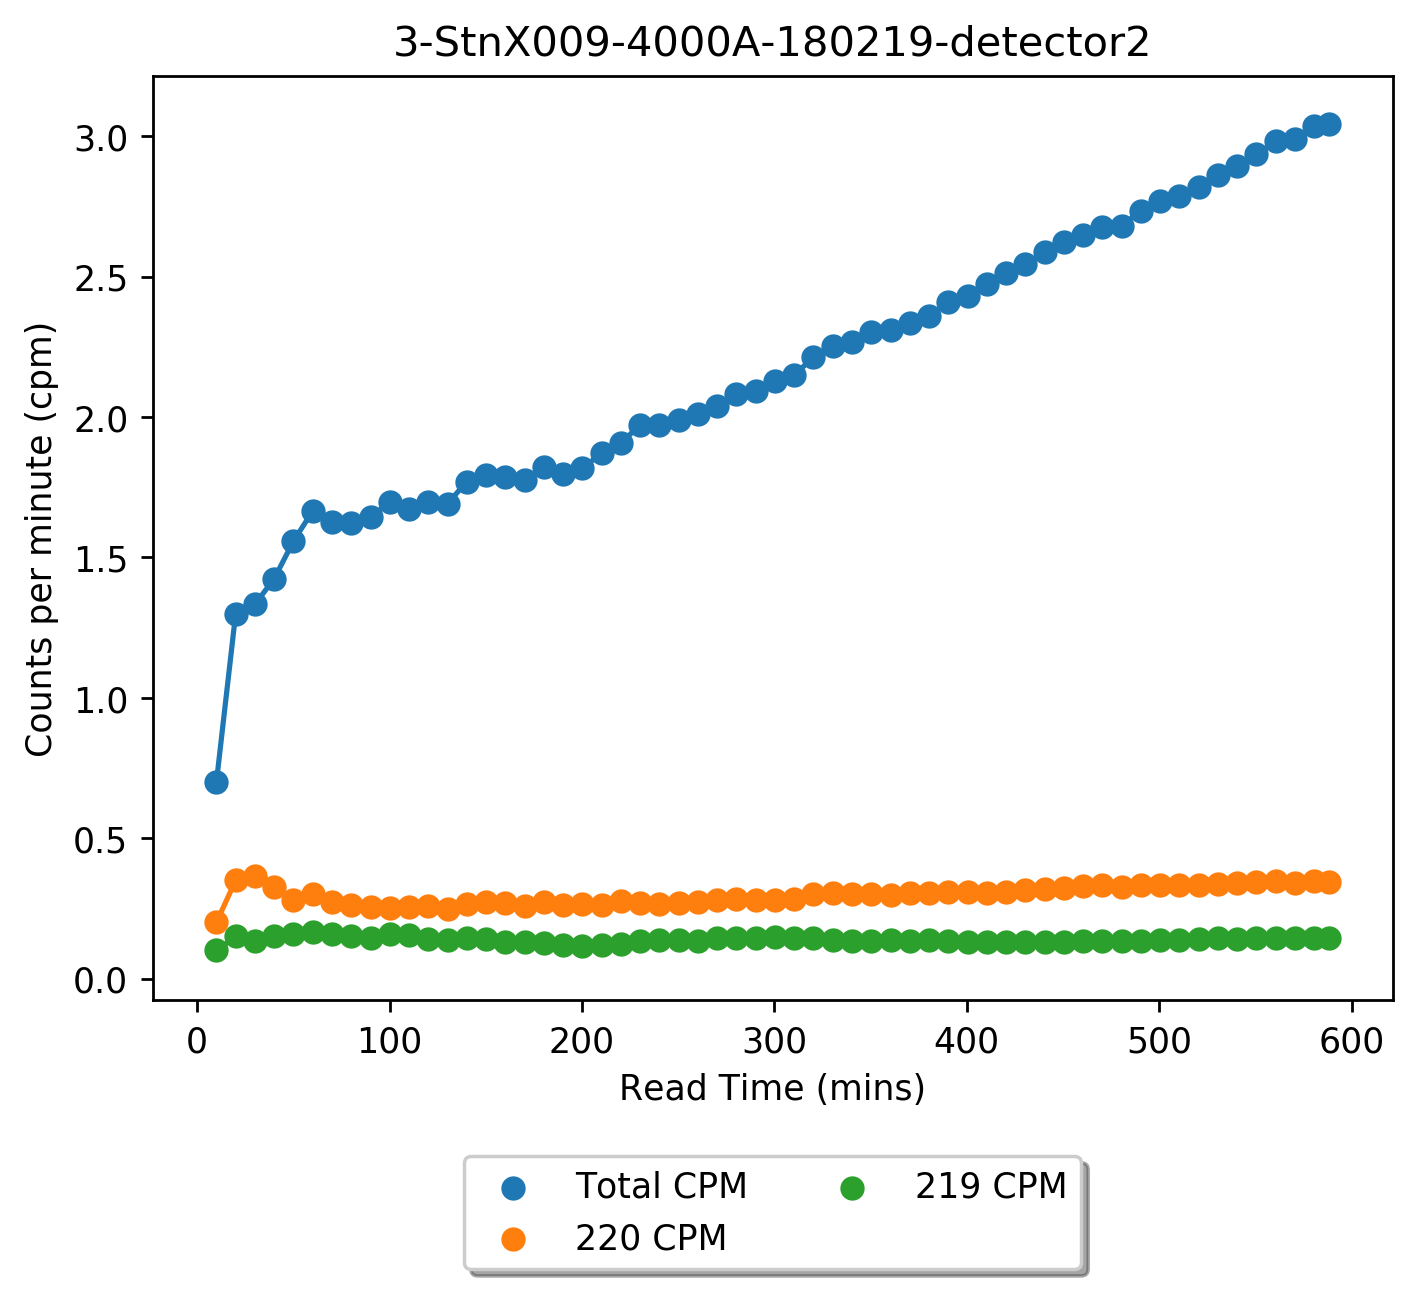 3-StnX009-4000A-180219-detector2
Counts per minute (cpm)
3.0
2.5
2.0
1.5
1.0
0.5
0.0
0 100 200 300 400 500 600
Read Time (mins)
Total CPM 219 CPM
220 CPM